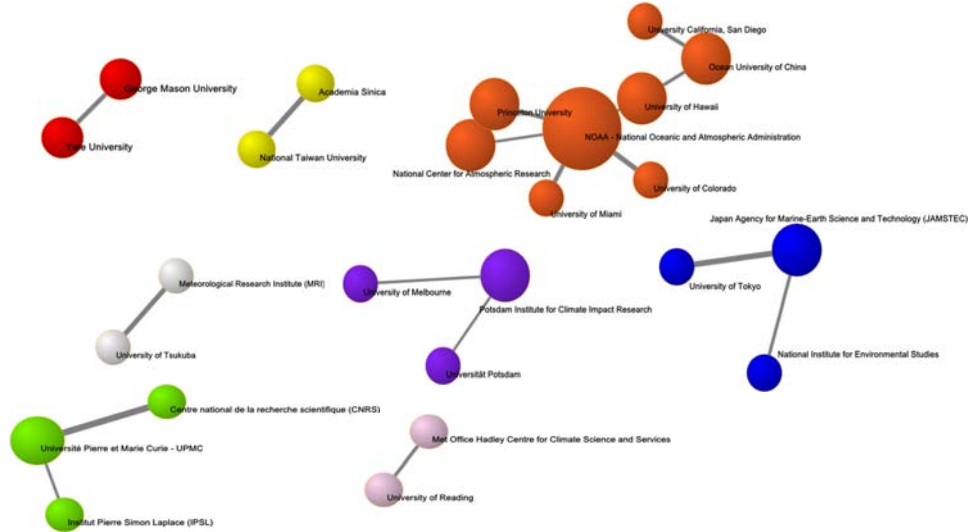 University California, San Diego
Ocean University of China
George Mason University
Academia Sinica
University of Hawaii
Princeton University
NOAA - National Oceanic and Atmospheric Administration
Yale University
National Taiwan University
National Center for Atmospheric Research
University of Colorado
University of Miami
Japan Agency for Marine-Earth Science and Technology (JAMSTEC)
Meteorological Research Institute (MRI)
University of Melbourne
University of Tokyo
Potsdam Institute for Climate Impact Research
University of Tsukuba
National Institute for Environmental Studies
Universität Potsdam
Centre national de la recherche scientifique (CNRS)
Met Office Hadley Centre for Climate Science and Services
Université Pierre et Marie Curie - UPMC
University of Reading
Institut Pierre Simon Laplace (IPSL)